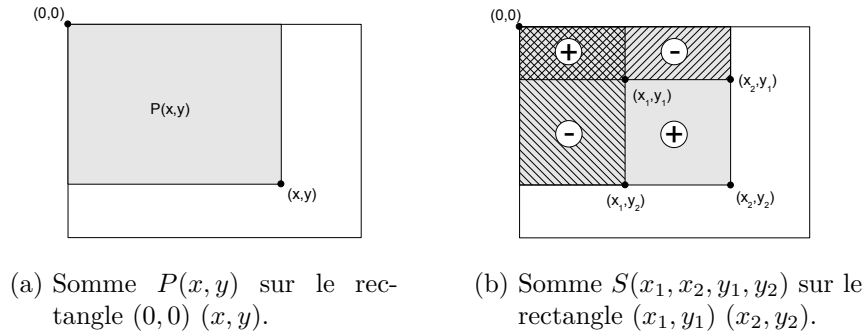 (0,0)
P(x,y)
(x,y)
(a) Somme P(x, y) sur le rec-
tangle (0, 0) (x, y).
(0,0)
+
-
(x₁,y₁)
(x₂,y₁)
-
+
(x₁,y₂)
(x₂,y₂)
(b) Somme S(x₁, x₂, y₁, y₂) sur le
rectangle (x₁, y₁) (x₂, y₂).